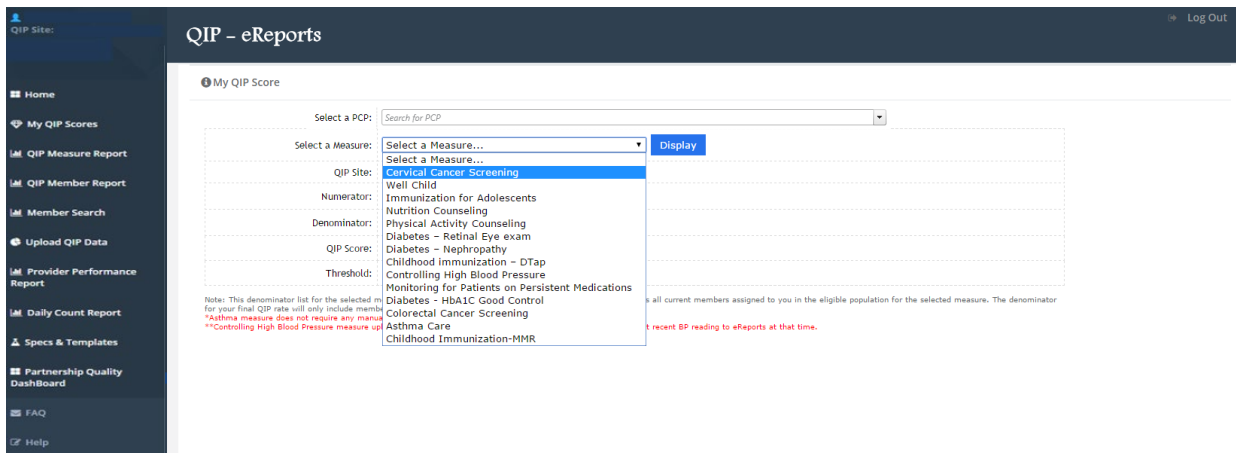 QIP Site:
QIP – eReports
Log Out
Home
My QIP Scores
QIP Measure Report
QIP Member Report
Member Search
Upload QIP Data
Provider Performance
Report
Daily Count Report
Specs & Templates
Partnership Quality
DashBoard
FAQ
Help
My QIP Score
Select a PCP: Search for PCP
Select a Measure: Select a Measure... Display
Select a Measure...
QIP Site: Cervical Cancer Screening
Well Child
Numerator: Immunization for Adolescents
Nutrition Counseling
Denominator: Physical Activity Counseling
Diabetes – Retinal Eye exam
QIP Score: Diabetes – Nephropathy
Childhood immunization – DTap
Threshold: Controlling High Blood Pressure
Monitoring for Patients on Persistent Medications
Diabetes - HbA1C Good Control
Colorectal Cancer Screening
Asthma Care
Childhood Immunization-MMR
Note: This denominator list for the selected m s all current members assigned to you in the eligible population for the selected measure. The denominator
for your final QIP rate will only include memb
*Asthma measure does not require any manua
**Controlling High Blood Pressure measure upl t recent BP reading to eReports at that time.